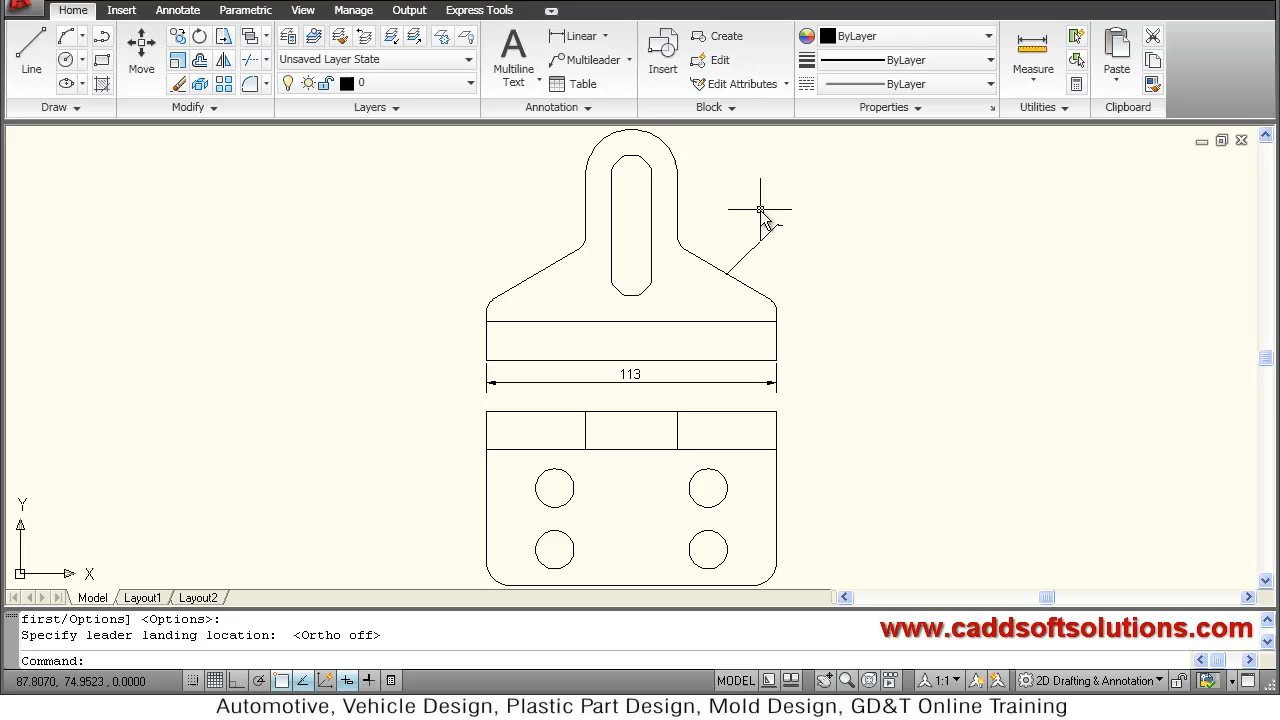 Home Insert Annotate Parametric View Manage Output Express Tools
Line Move Unsaved Layer State 0 Multiline Text Linear Multileader Table Insert Create Edit Edit Attributes ByLayer ByLayer ByLayer Measure Paste
Draw Modify Layers Annotation Block Properties Utilities Clipboard
113
Y
X
Model Layout1 Layout2
first/Options] <Options>:
Specify leader landing location: <Ortho off>
Command:
www.caddsoftsolutions.com
87.8070, 74.9523, 0.0000 MODEL 1:1 2D Drafting & Annotation
Automotive, Vehicle Design, Plastic Part Design, Mold Design, GD&T Online Training